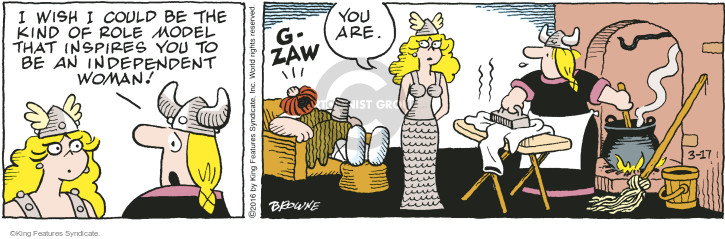 I WISH I COULD BE THE
KIND OF ROLE MODEL
THAT INSPIRES YOU TO
BE AN INDEPENDENT
WOMAN!
G-
ZAW
YOU
ARE.
©2016 by King Features Syndicate, Inc. World rights reserved.
BROWNE
3-17
©King Features Syndicate.